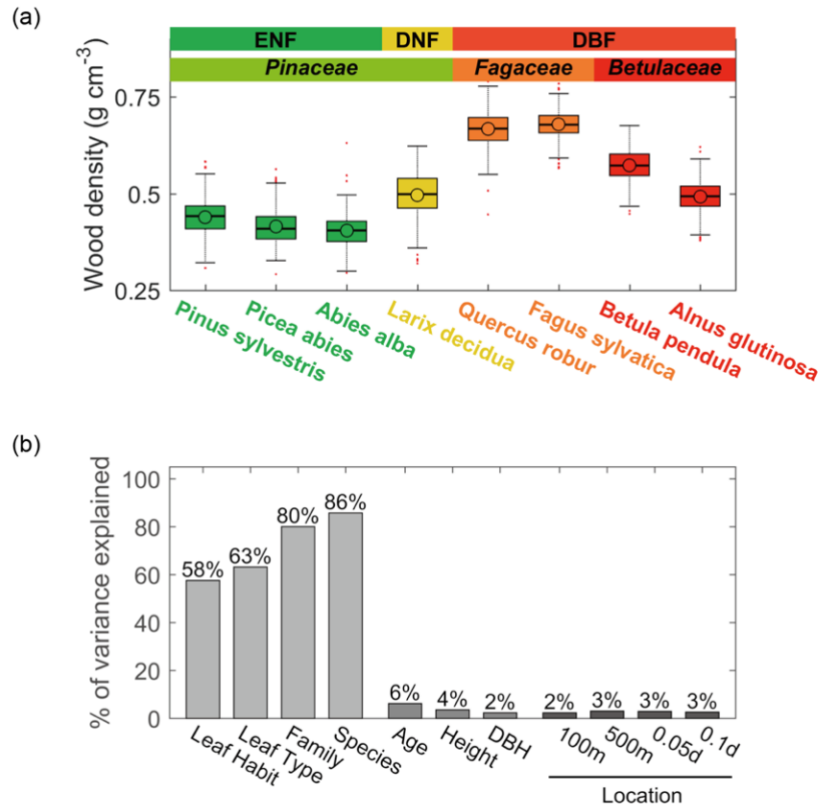 (a)
ENF DNF DBF
Pinaceae Fagaceae Betulaceae
Wood density (g cm⁻³)
0.75
0.5
0.25
Pinus sylvestris
Picea abies
Abies alba
Larix decidua
Quercus robur
Fagus sylvatica
Betula pendula
Alnus glutinosa
(b)
% of variance explained
100
80
60
40
20
0
58% 63% 80% 86% 6% 4% 2% 2% 3% 3% 3%
Leaf Habit
Leaf Type
Family
Species
Age
Height
DBH
100m
500m
0.05d
0.1d
Location